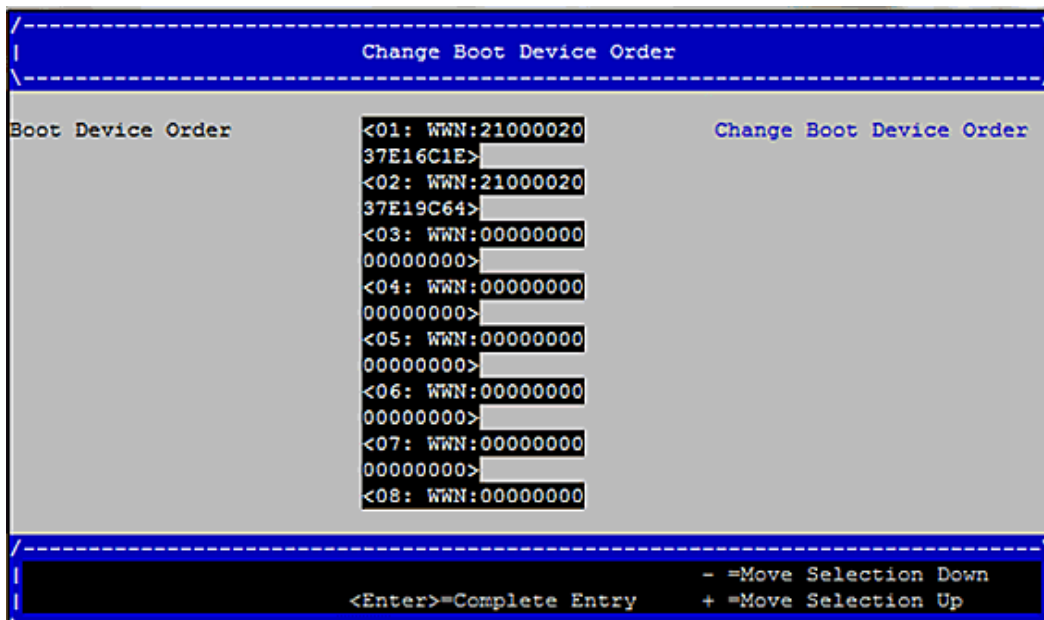 /------------------------------------------------------------------------------\
| Change Boot Device Order
\------------------------------------------------------------------------------/
Boot Device Order <01: WWN:21000020 Change Boot Device Order
37E16C1E>
<02: WWN:21000020
37E19C64>
<03: WWN:00000000
00000000>
<04: WWN:00000000
00000000>
<05: WWN:00000000
00000000>
<06: WWN:00000000
00000000>
<07: WWN:00000000
00000000>
<08: WWN:00000000
/------------------------------------------------------------------------------\
| - =Move Selection Down
| <Enter>=Complete Entry + =Move Selection Up